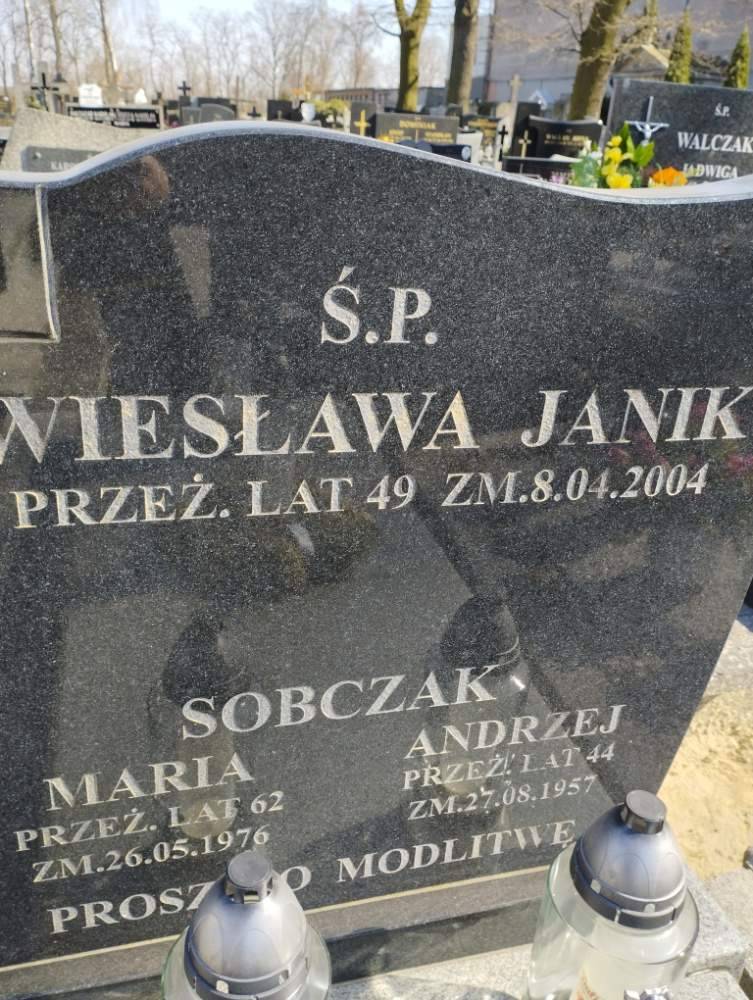 Ś.P.
WALCZAK
JADWIGA
DOMINIAK
Ś.P.
WIESŁAWA JANIK
PRZEŻ. LAT 49 ZM.8.04.2004
SOBCZAK
MARIA
PRZEŻ. LAT 62
ZM.26.05.1976
ANDRZEJ
PRZEŻ. LAT 44
ZM.27.08.1957
MODLITWĘ